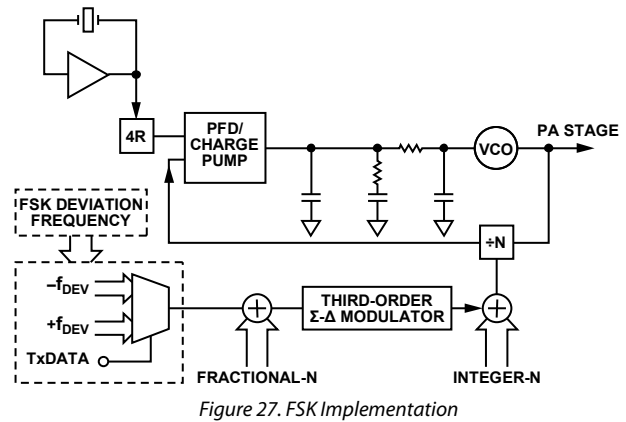 4R
PFD/
CHARGE
PUMP
VCO
PA STAGE
÷N
FSK DEVIATION
FREQUENCY
–fDEV
+fDEV
TxDATA
+
THIRD-ORDER
Σ-Δ MODULATOR
+
FRACTIONAL-N
INTEGER-N
Figure 27. FSK Implementation